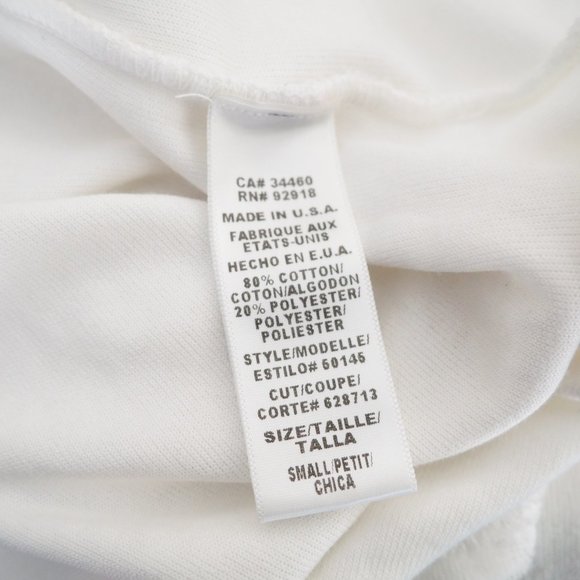 CA# 34460
RN# 92918
MADE IN U.S.A.
FABRIQUE AUX
ETATS-UNIS
HECHO EN E.U.A.
80% COTTON/
COTON/ALGODON
20% POLYESTER/
POLYESTER/
POLIESTER
STYLE/MODELLE/
ESTILO# 50145
CUT/COUPE/
CORTE# 628713
SIZE/TAILLE/
TALLA
SMALL/PETIT/
CHICA